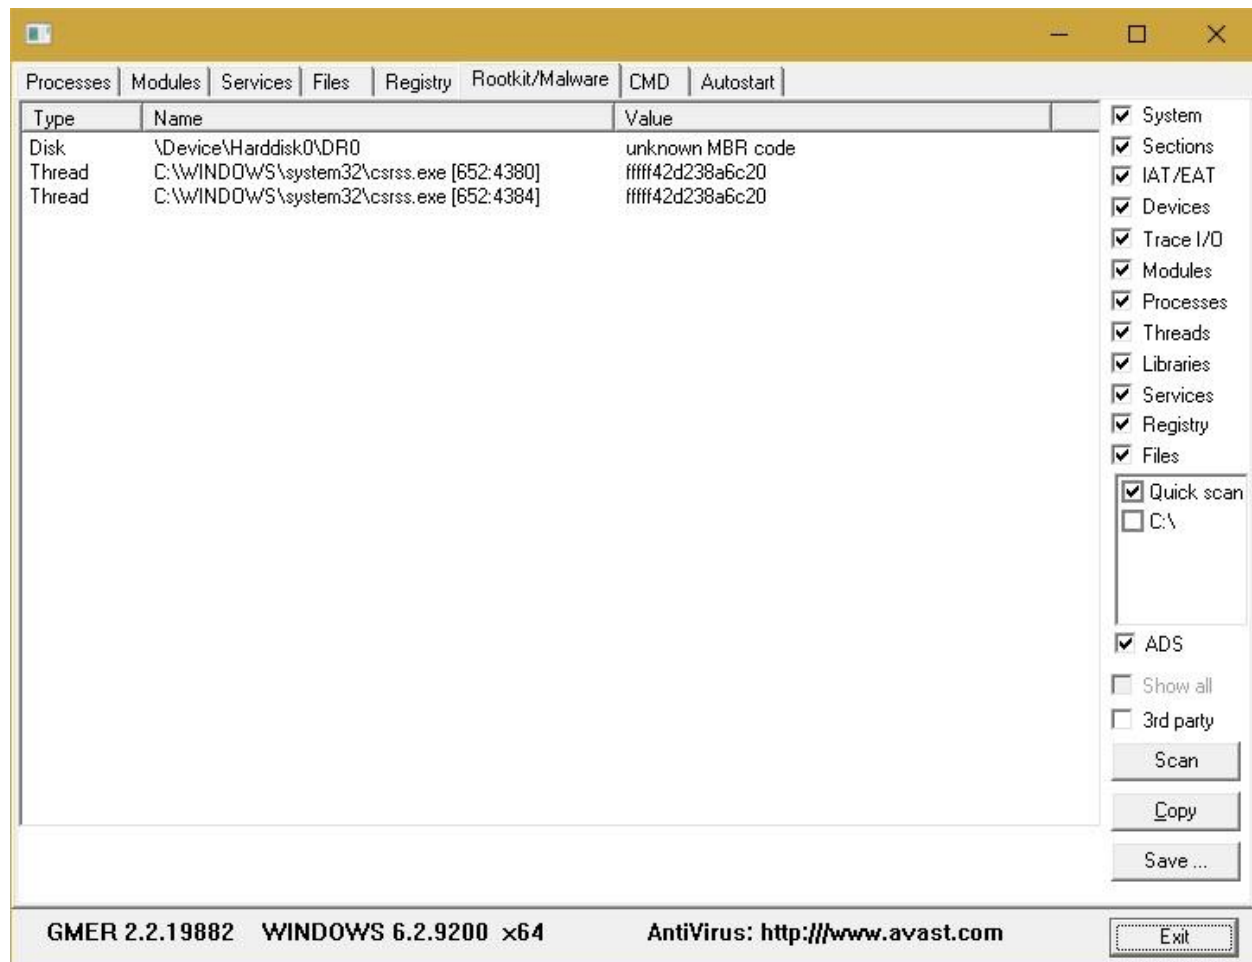 Processes Modules Services Files Registry Rootkit/Malware CMD Autostart
Type Name Value
Disk \Device\Harddisk0\DR0 unknown MBR code
Thread C:\WINDOWS\system32\csrss.exe [652:4380] fffff42d238a6c20
Thread C:\WINDOWS\system32\csrss.exe [652:4384] fffff42d238a6c20
System
Sections
IAT/EAT
Devices
Trace I/O
Modules
Processes
Threads
Libraries
Services
Registry
Files
Quick scan
C:\
ADS
Show all
3rd party
Scan
Copy
Save ...
GMER 2.2.19882 WINDOWS 6.2.9200 x64 AntiVirus: http:///www.avast.com Exit